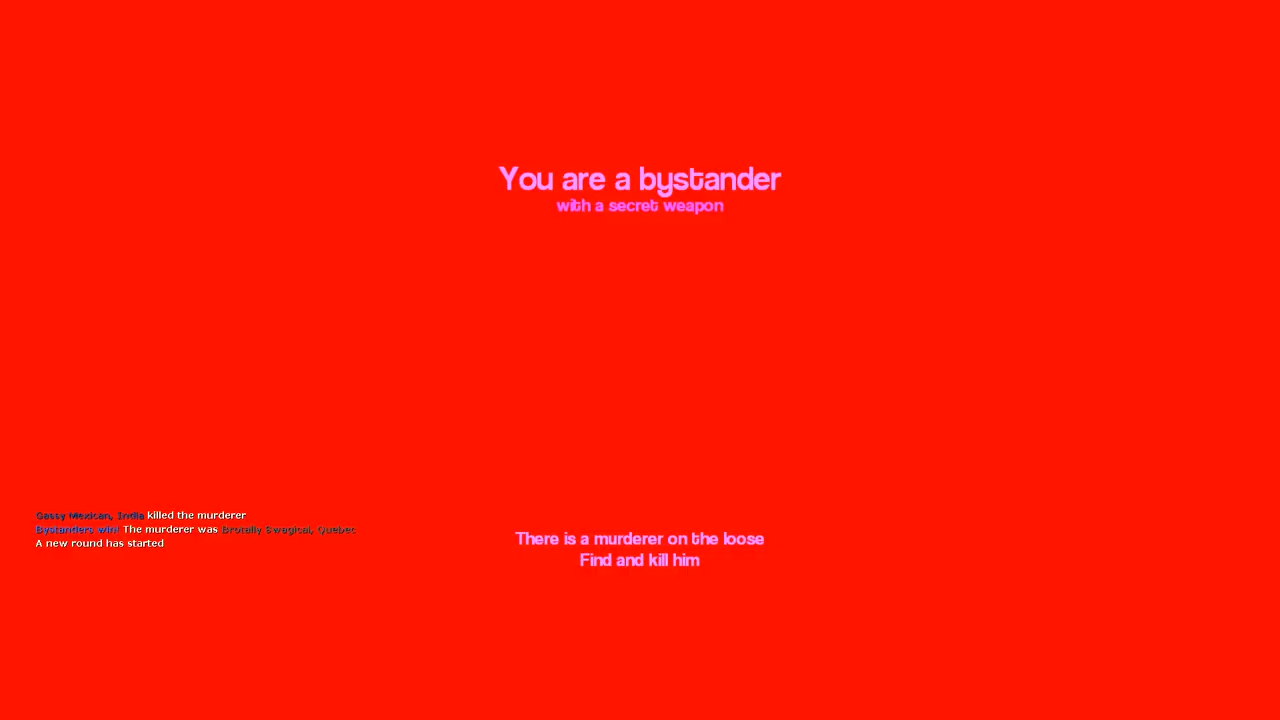 You are a bystander
with a secret weapon
Gassy Mexican, India killed the murderer
Bystanders win! The murderer was Brotally Swagical, Quebec
A new round has started
There is a murderer on the loose
Find and kill him